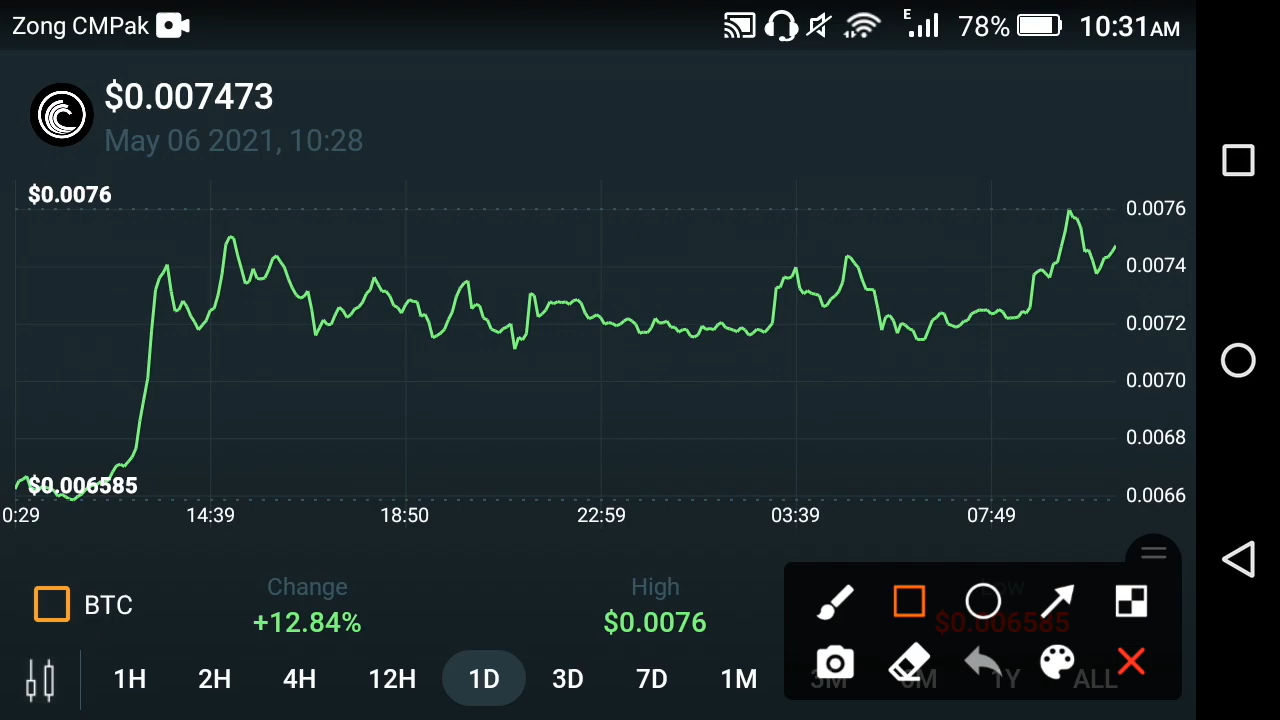 Zong CMPak
E 78% 10:31AM
$0.007473
May 06 2021, 10:28
$0.0076
0.0076
0.0074
0.0072
0.0070
0.0068
$0.006585
0.0066
0:29 14:39 18:50 22:59 03:39 07:49
Change High Low
BTC +12.84% $0.0076 $0.006585
1H 2H 4H 12H 1D 3D 7D 1M 3M 6M 1Y ALL